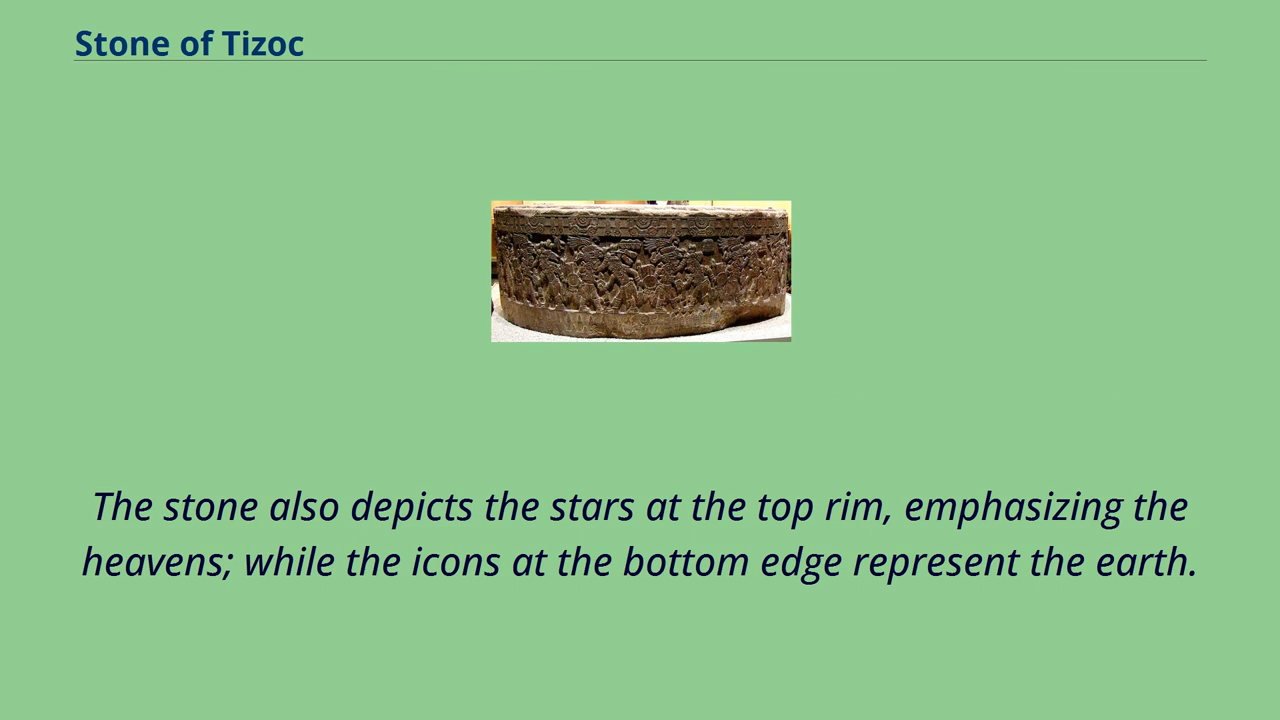 Stone of Tizoc
The stone also depicts the stars at the top rim, emphasizing the
heavens; while the icons at the bottom edge represent the earth.